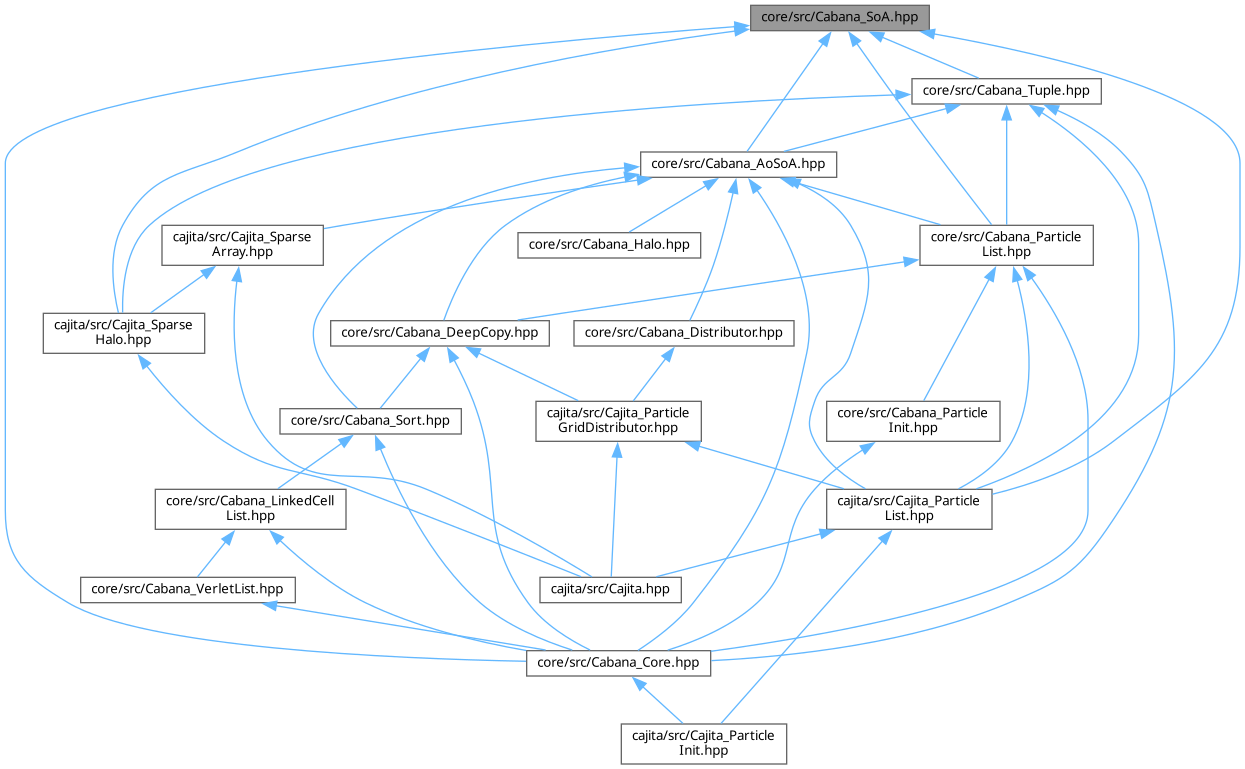 core/src/Cabana_SoA.hpp
core/src/Cabana_Tuple.hpp
core/src/Cabana_AoSoA.hpp
cajita/src/Cajita_Sparse
Array.hpp
core/src/Cabana_Halo.hpp
core/src/Cabana_Particle
List.hpp
cajita/src/Cajita_Sparse
Halo.hpp
core/src/Cabana_DeepCopy.hpp
core/src/Cabana_Distributor.hpp
core/src/Cabana_Sort.hpp
cajita/src/Cajita_Particle
GridDistributor.hpp
core/src/Cabana_Particle
Init.hpp
core/src/Cabana_LinkedCell
List.hpp
cajita/src/Cajita_Particle
List.hpp
core/src/Cabana_VerletList.hpp
cajita/src/Cajita.hpp
core/src/Cabana_Core.hpp
cajita/src/Cajita_Particle
Init.hpp